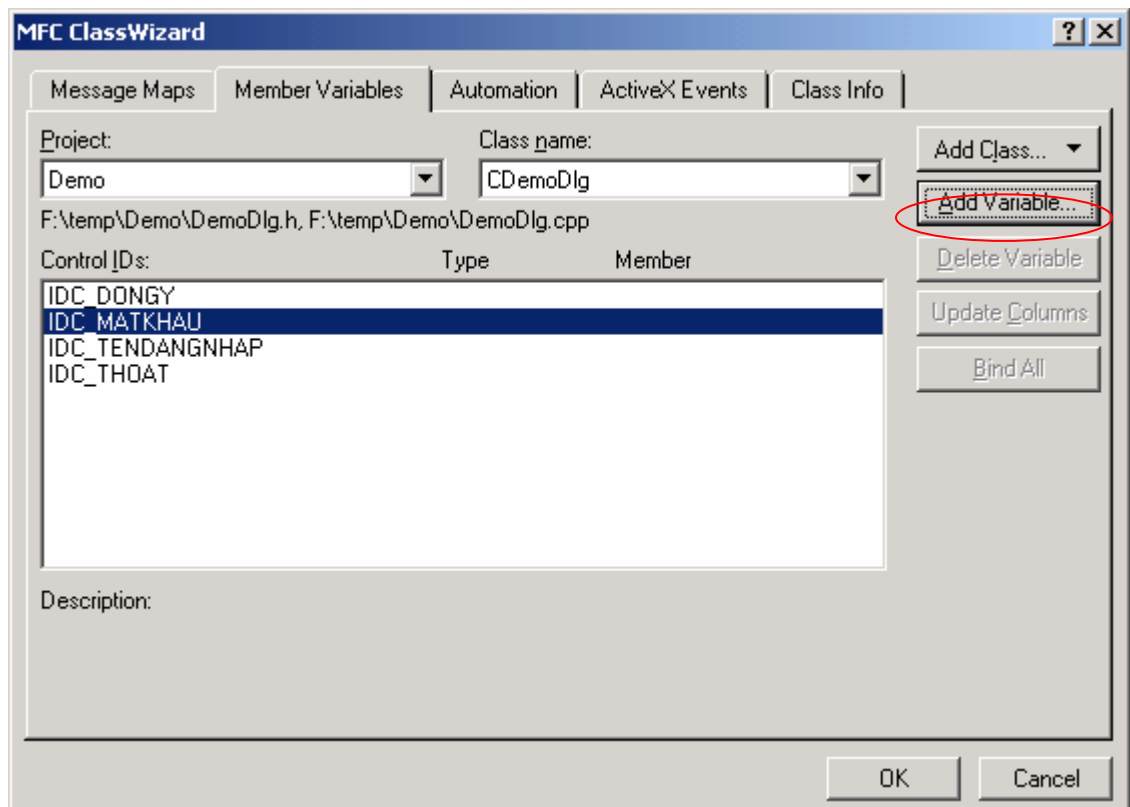 MFC ClassWizard
Message Maps Member Variables Automation ActiveX Events Class Info
Project: Class name: Add Class...
Demo CDemoDlg
Add Variable...
F:\temp\Demo\DemoDlg.h, F:\temp\Demo\DemoDlg.cpp
Control IDs: Type Member Delete Variable
IDC_DONGY
IDC_MATKHAU Update Columns
IDC_TENDANGNHAP
IDC_THOAT Bind All
Description:
OK Cancel